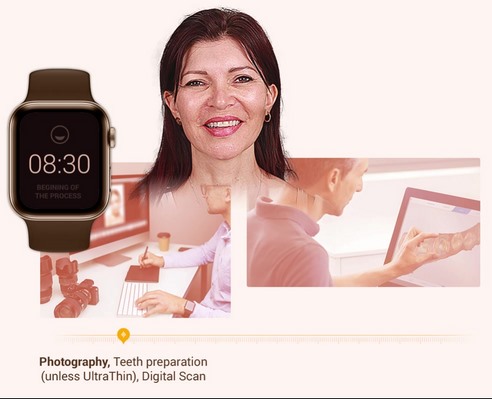 08:30
BEGINING OF
THE PROCESS
Photography, Teeth preparation
(unless UltraThin), Digital Scan